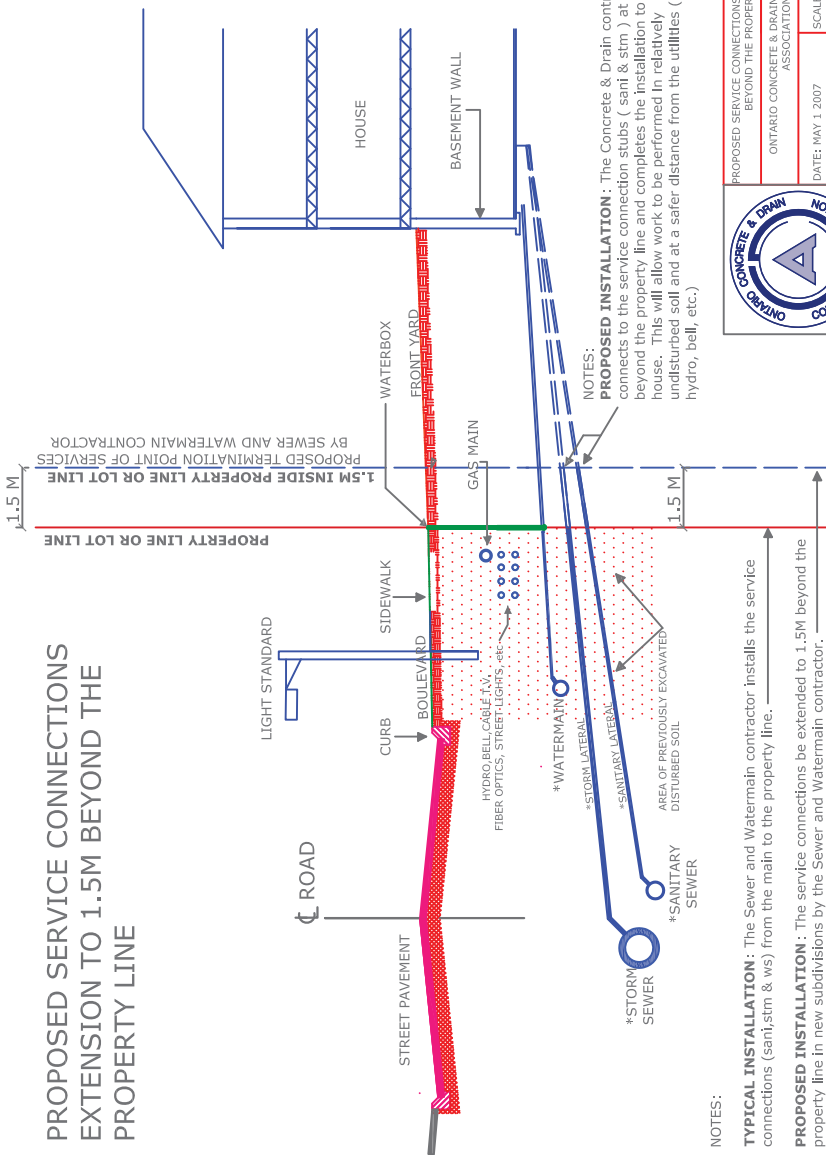 PROPOSED SERVICE CONNECTIONS
EXTENSION TO 1.5M BEYOND THE
PROPERTY LINE
1.5 M
PROPERTY LINE OR LOT LINE
1.5M INSIDE PROPERTY LINE OR LOT LINE
PROPOSED TERMINATION POINT OF SERVICES
BY SEWER AND WATERMAIN CONTRACTOR
LIGHT STANDARD
℄ ROAD
STREET PAVEMENT
CURB
BOULEVARD
SIDEWALK
WATERBOX
FRONT YARD
HOUSE
BASEMENT WALL
GAS MAIN
HYDRO,BELL,CABLE T.V.
FIBER OPTICS, STREET-LIGHTS, etc.
*WATERMAIN
*STORM LATERAL
*SANITARY LATERAL
AREA OF PREVIOUSLY EXCAVATED
DISTURBED SOIL
*SANITARY
SEWER
*STORM
SEWER
1.5 M
NOTES:
PROPOSED INSTALLATION : The Concrete & Drain
connects to the service connection stubs ( sani & stm ) at
beyond the property line and completes the installation to
house. This will allow work to be performed in relatively
undisturbed soil and at a safer distance from the utilities (
hydro, bell, etc.)
NOTES:
TYPICAL INSTALLATION : The Sewer and Watermain contractor installs the service
connections (sani,stm & ws) from the main to the property line.
PROPOSED INSTALLATION : The service connections be extended to 1.5M beyond the
property line in new subdivisions by the Sewer and Watermain contractor.
ONTARIO CONCRETE & DRAIN
A
PROPOSED SERVICE CONNECTIONS
BEYOND THE
ONTARIO CONCRETE & DRAIN
ASSOCIATION
DATE: MAY 1 2007